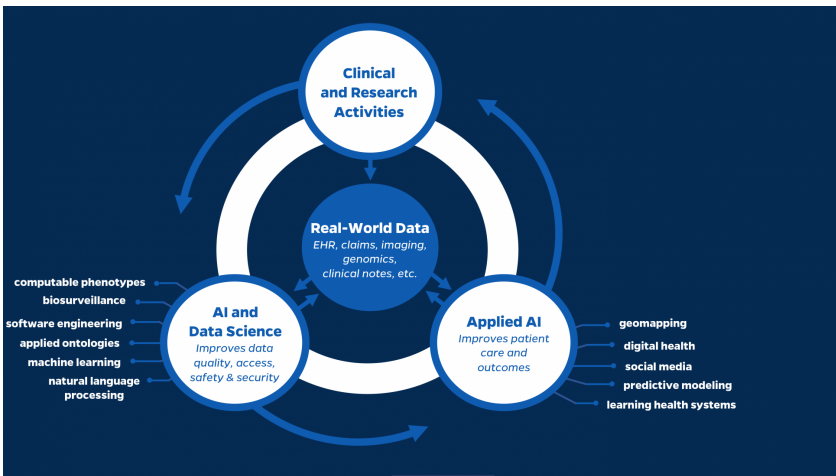 Clinical
and Research
Activities
Real-World Data
EHR, claims, imaging,
genomics,
clinical notes, etc.
computable phenotypes
biosurveillance
software engineering
applied ontologies
machine learning
natural language
processing
AI and
Data Science
Improves data
quality, access,
safety & security
Applied AI
Improves patient
care and
outcomes
geomapping
digital health
social media
predictive modeling
learning health systems